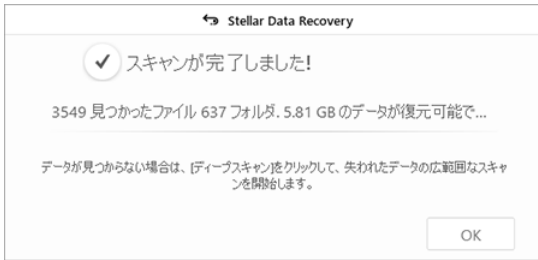 Stellar Data Recovery
スキャンが完了しました!
3549 見つかったファイル 637 フォルダ. 5.81 GB のデータが復元可能で...
データが見つからない場合は、[ディープスキャン]をクリックして、失われたデータの広範囲なスキャ
ンを開始します。
OK